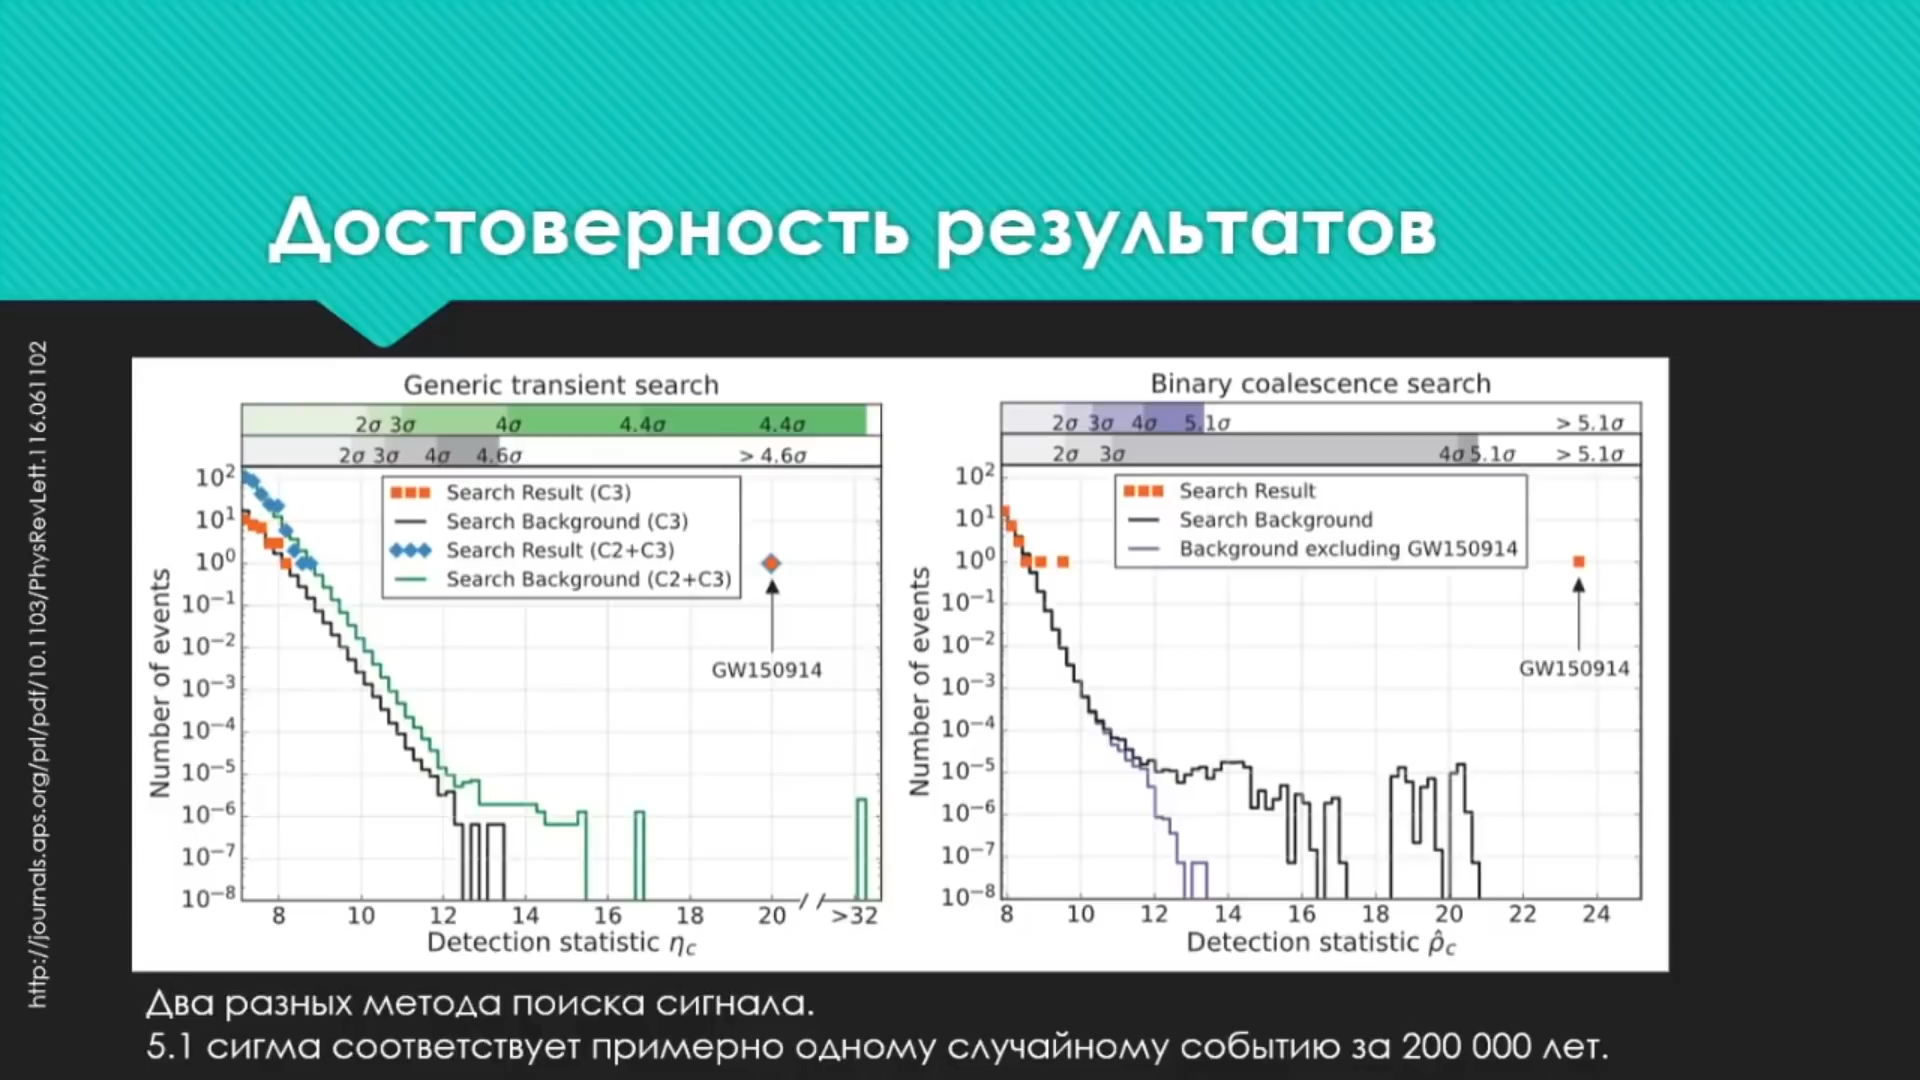 Достоверность результатов
http://journals.aps.org/prl/pdf/10.1103/PhysRevLett.116.061102
Generic transient search
2σ 3σ 4σ 4.4σ 4.4σ
2σ 3σ 4σ 4.6σ > 4.6σ
Search Result (C3)
Search Background (C3)
Search Result (C2+C3)
Search Background (C2+C3)
GW150914
Number of events
10² 
10¹
10⁰
10⁻¹
10⁻²
10⁻³
10⁻⁴
10⁻⁵
10⁻⁶
10⁻⁷
10⁻⁸
8 10 12 14 16 18 20 >32
Detection statistic ηc
Binary coalescence search
2σ 3σ 4σ 5.1σ > 5.1σ
2σ 3σ 4σ 5.1σ > 5.1σ
Search Result
Search Background
Background excluding GW150914
GW150914
Number of events
10²
10¹
10⁰
10⁻¹
10⁻²
10⁻³
10⁻⁴
10⁻⁵
10⁻⁶
10⁻⁷
10⁻⁸
8 10 12 14 16 18 20 22 24
Detection statistic ρ̂c
Два разных метода поиска сигнала.
5.1 сигма соответствует примерно одному случайному событию за 200 000 лет.